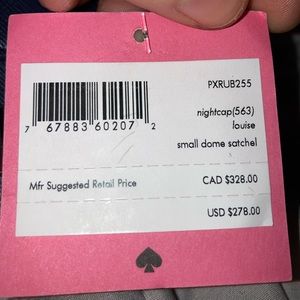 PXRUB255
7 67883 60207 2
nightcap(563)
louise
small dome satchel
Mfr Suggested Retail Price CAD $328.00
USD $278.00